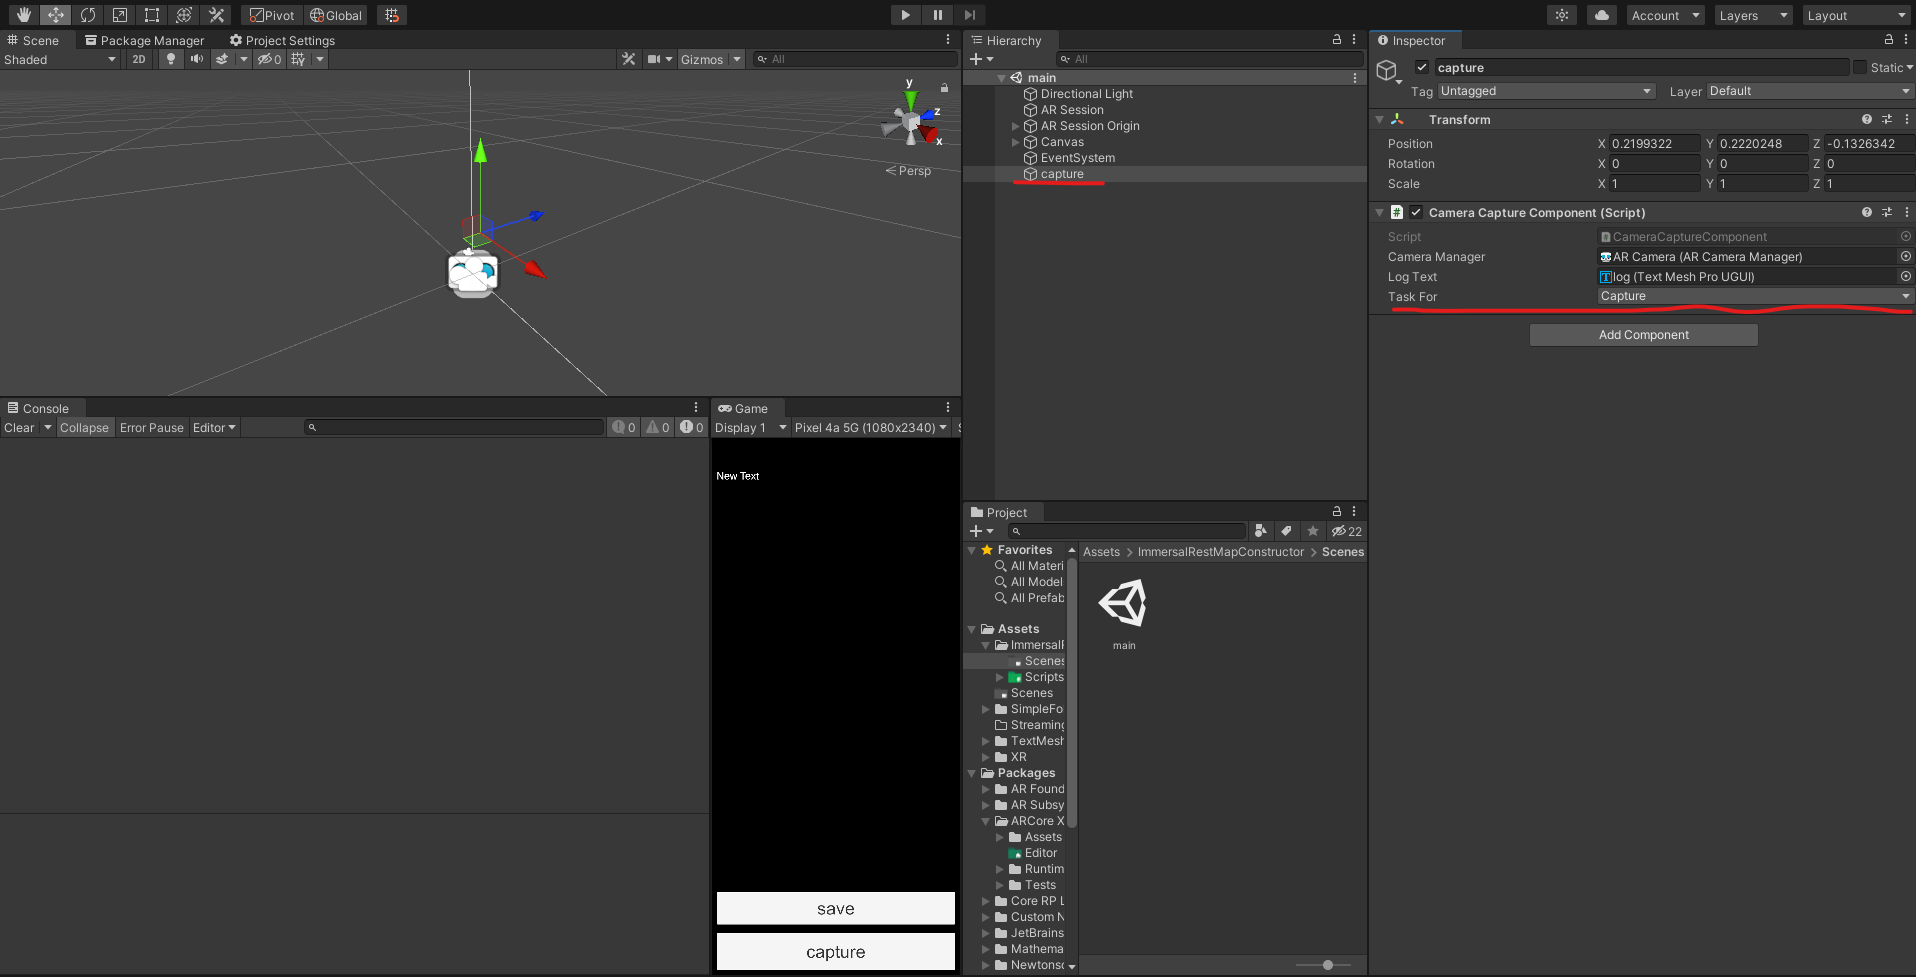 Pivot Global Account Layers Layout
Scene Package Manager Project Settings
Shaded 2D 0 Gizmos All
y
z
x
Persp
Hierarchy
All
main
Directional Light
AR Session
AR Session Origin
Canvas
EventSystem
capture
Inspector
capture Static
Tag Untagged Layer Default
Transform
Position X 0.2199322 Y 0.2220248 Z -0.1326342
Rotation X 0 Y 0 Z 0
Scale X 1 Y 1 Z 1
# Camera Capture Component (Script)
Script CameraCaptureComponent
Camera Manager AR Camera (AR Camera Manager)
Log Text log (Text Mesh Pro UGUI)
Task For Capture
Add Component
Console
Clear Collapse Error Pause Editor 0 0 0
Game
Display 1 Pixel 4a 5G (1080x2340) S
New Text
save
capture
Project
22
Favorites
All Materi
All Model
All Prefab
Assets
ImmersalR
Scenes
Scripts
Scenes
SimpleFo
Streaming
TextMesh
XR
Packages
AR Found
AR Subsy
ARCore X
Assets
Editor
Runtim
Tests
Core RP L
Custom N
JetBrains
Mathema
Newtonso
Assets > ImmersalRestMapConstructor > Scenes
main